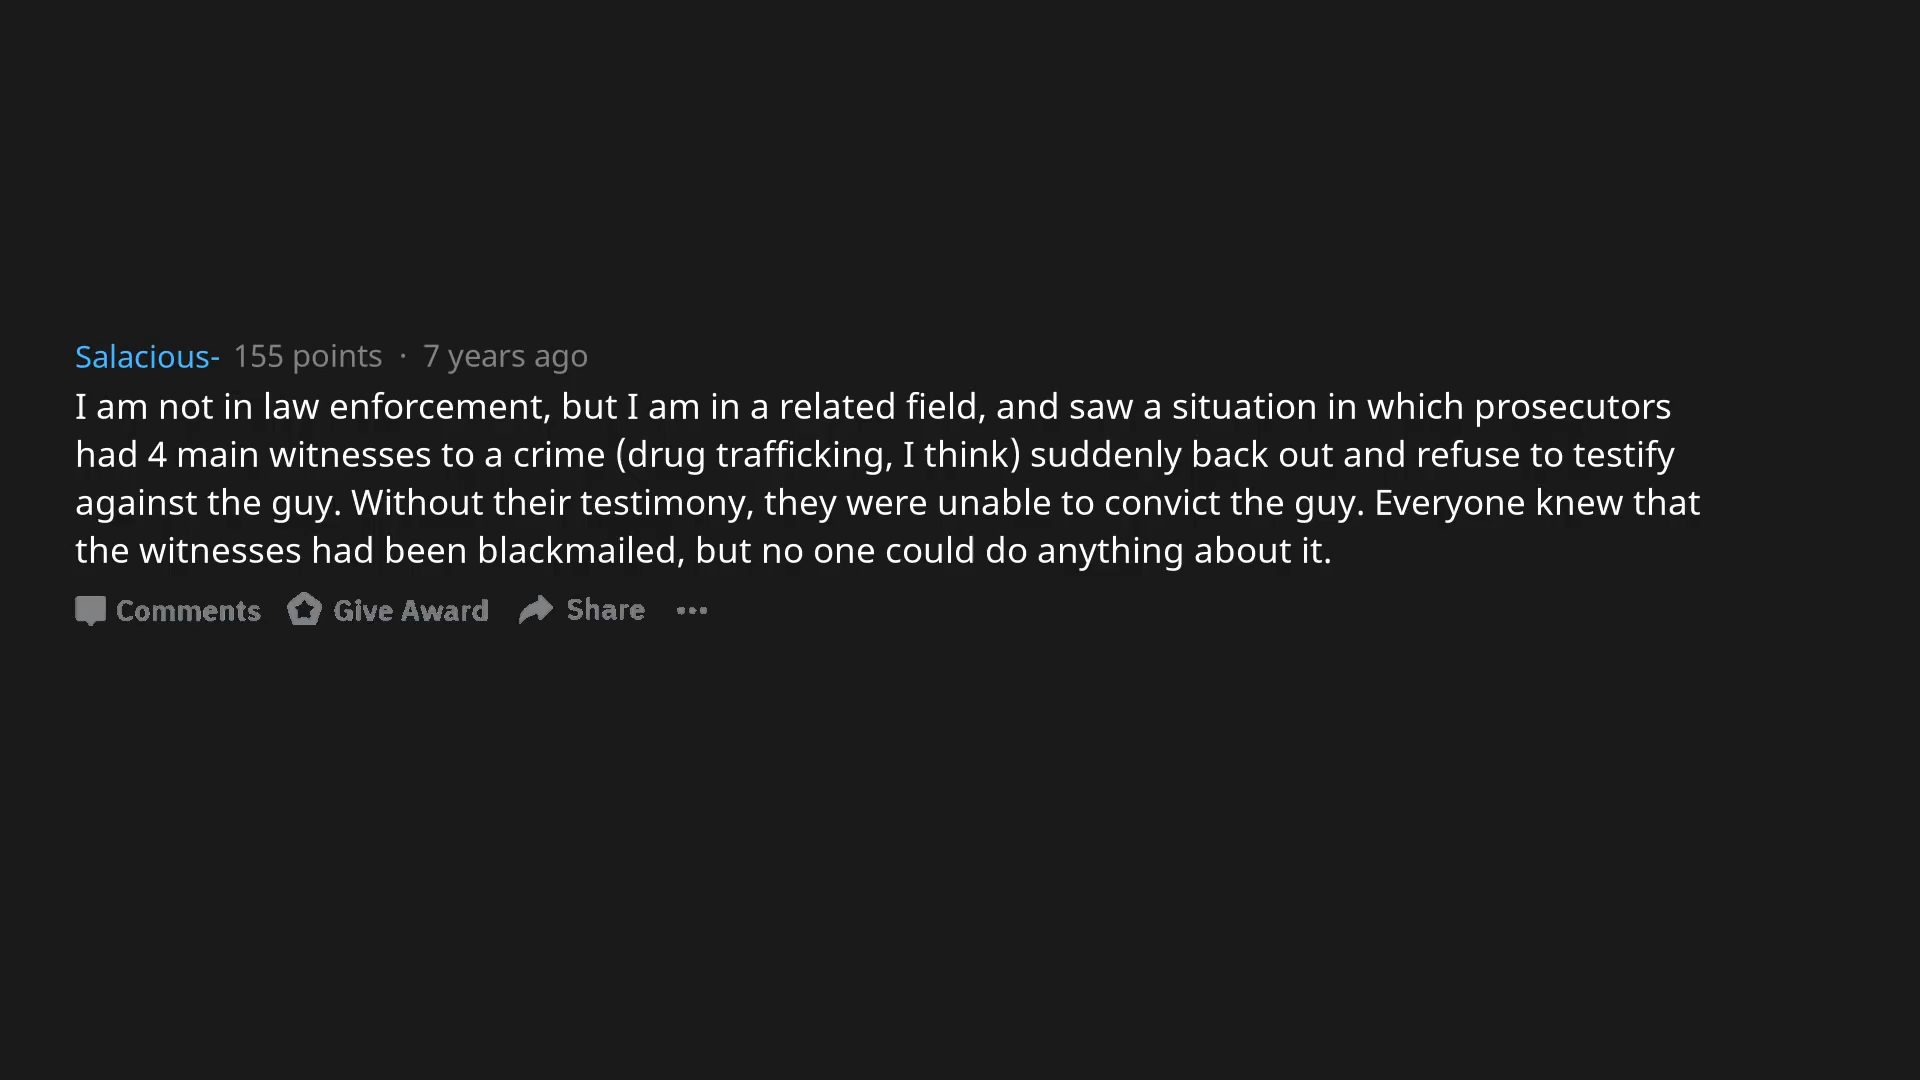 Salacious- 155 points · 7 years ago
I am not in law enforcement, but I am in a related field, and saw a situation in which prosecutors
had 4 main witnesses to a crime (drug trafficking, I think) suddenly back out and refuse to testify
against the guy. Without their testimony, they were unable to convict the guy. Everyone knew that
the witnesses had been blackmailed, but no one could do anything about it.
Comments Give Award Share ...